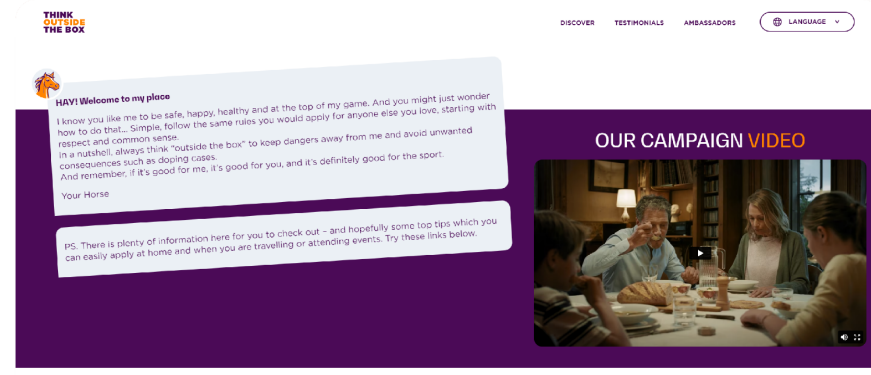 THINK
OUTSIDE
THE BOX
DISCOVER
TESTIMONIALS
AMBASSADORS
LANGUAGE
HAY! Welcome to my place
I know you like me to be safe, happy, healthy and at the top of my game. And you might just wonder
how to do that... Simple, follow the same rules you would apply for anyone else you love, starting with
respect and common sense.
In a nutshell, always think "outside the box" to keep dangers away from me and avoid unwanted
consequences such as doping cases.
And remember, if it's good for me, it's good for you, and it's definitely good for the sport.
Your Horse
PS. There is plenty of information here for you to check out – and hopefully some top tips which you
can easily apply at home and when you are travelling or attending events. Try these links below.
OUR CAMPAIGN VIDEO